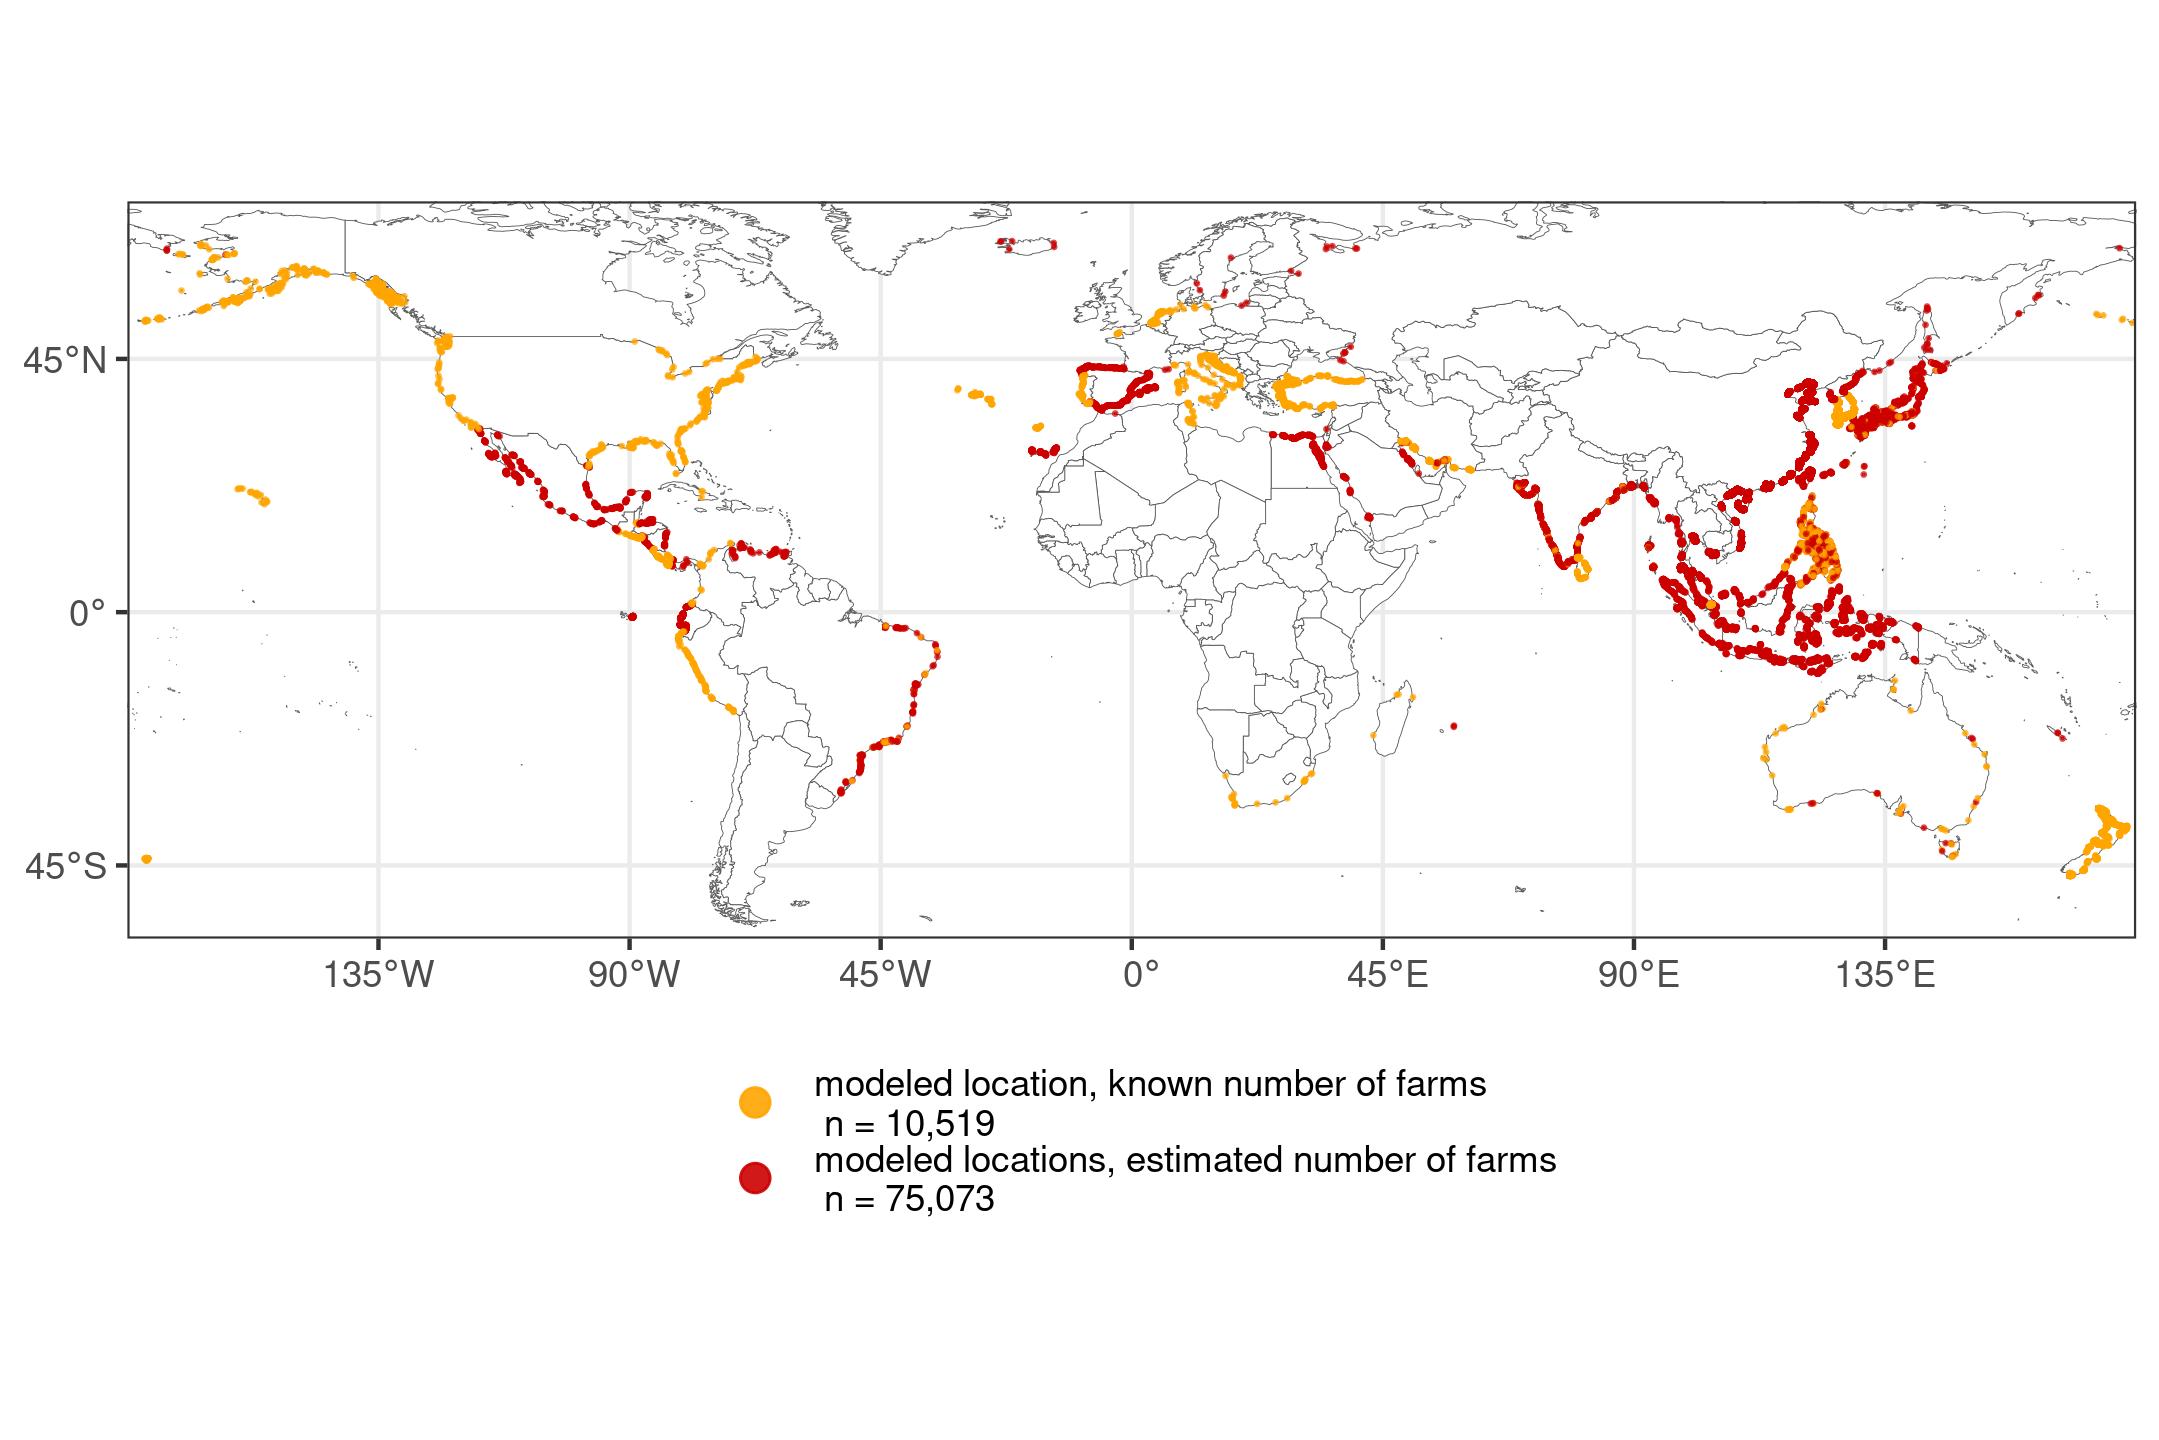 45°N
0°
45°S
135°W
90°W
45°W
0°
45°E
90°E
135°E
modeled location, known number of farms
n = 10,519
modeled locations, estimated number of farms
n = 75,073